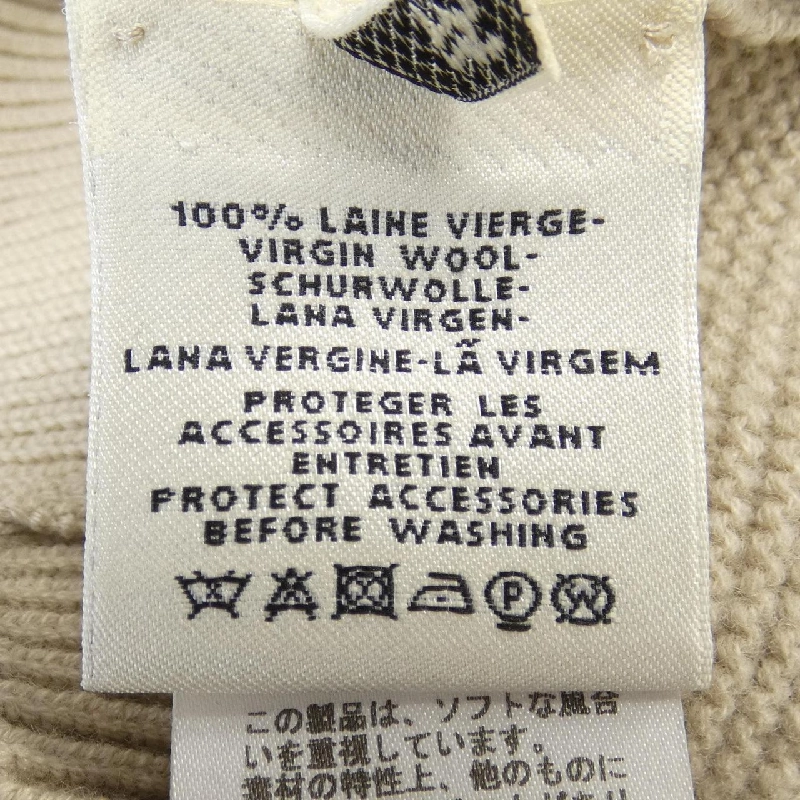 100% LAINE VIERGE-
VIRGIN WOOL-
SCHURWOLLE-
LANA VIRGEN-
LANA VERGINE-LÃ VIRGEM
PROTEGER LES
ACCESSOIRES AVANT
ENTRETIEN
PROTECT ACCESSORIES
BEFORE WASHING
P W
この製品は、ソフトな風合
いを重視しています。
素材の特性上、他のものに